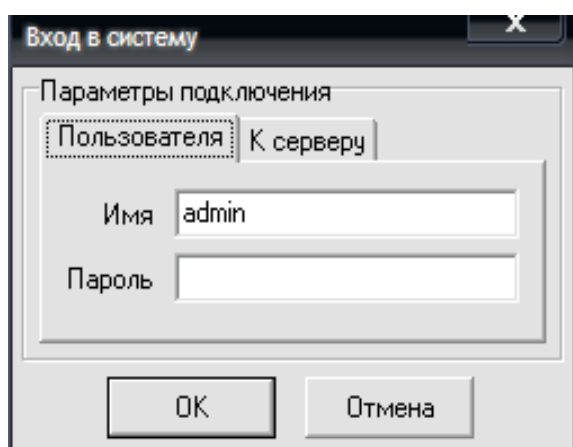 Вход в систему
x
Параметры подключения
Пользователя К серверу
Имя admin
Пароль
OK Отмена